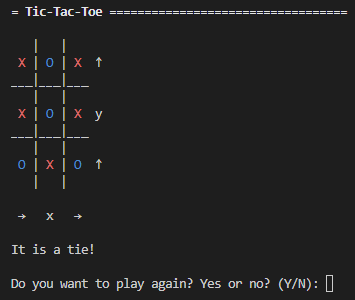 = Tic-Tac-Toe ==================================
   |   |
 X | O | X  ↑
___|___|___
   |   |
 X | O | X  y
___|___|___
   |   |
 O | X | O  ↑
   |   |
 →   x   →
It is a tie!
Do you want to play again? Yes or no? (Y/N):